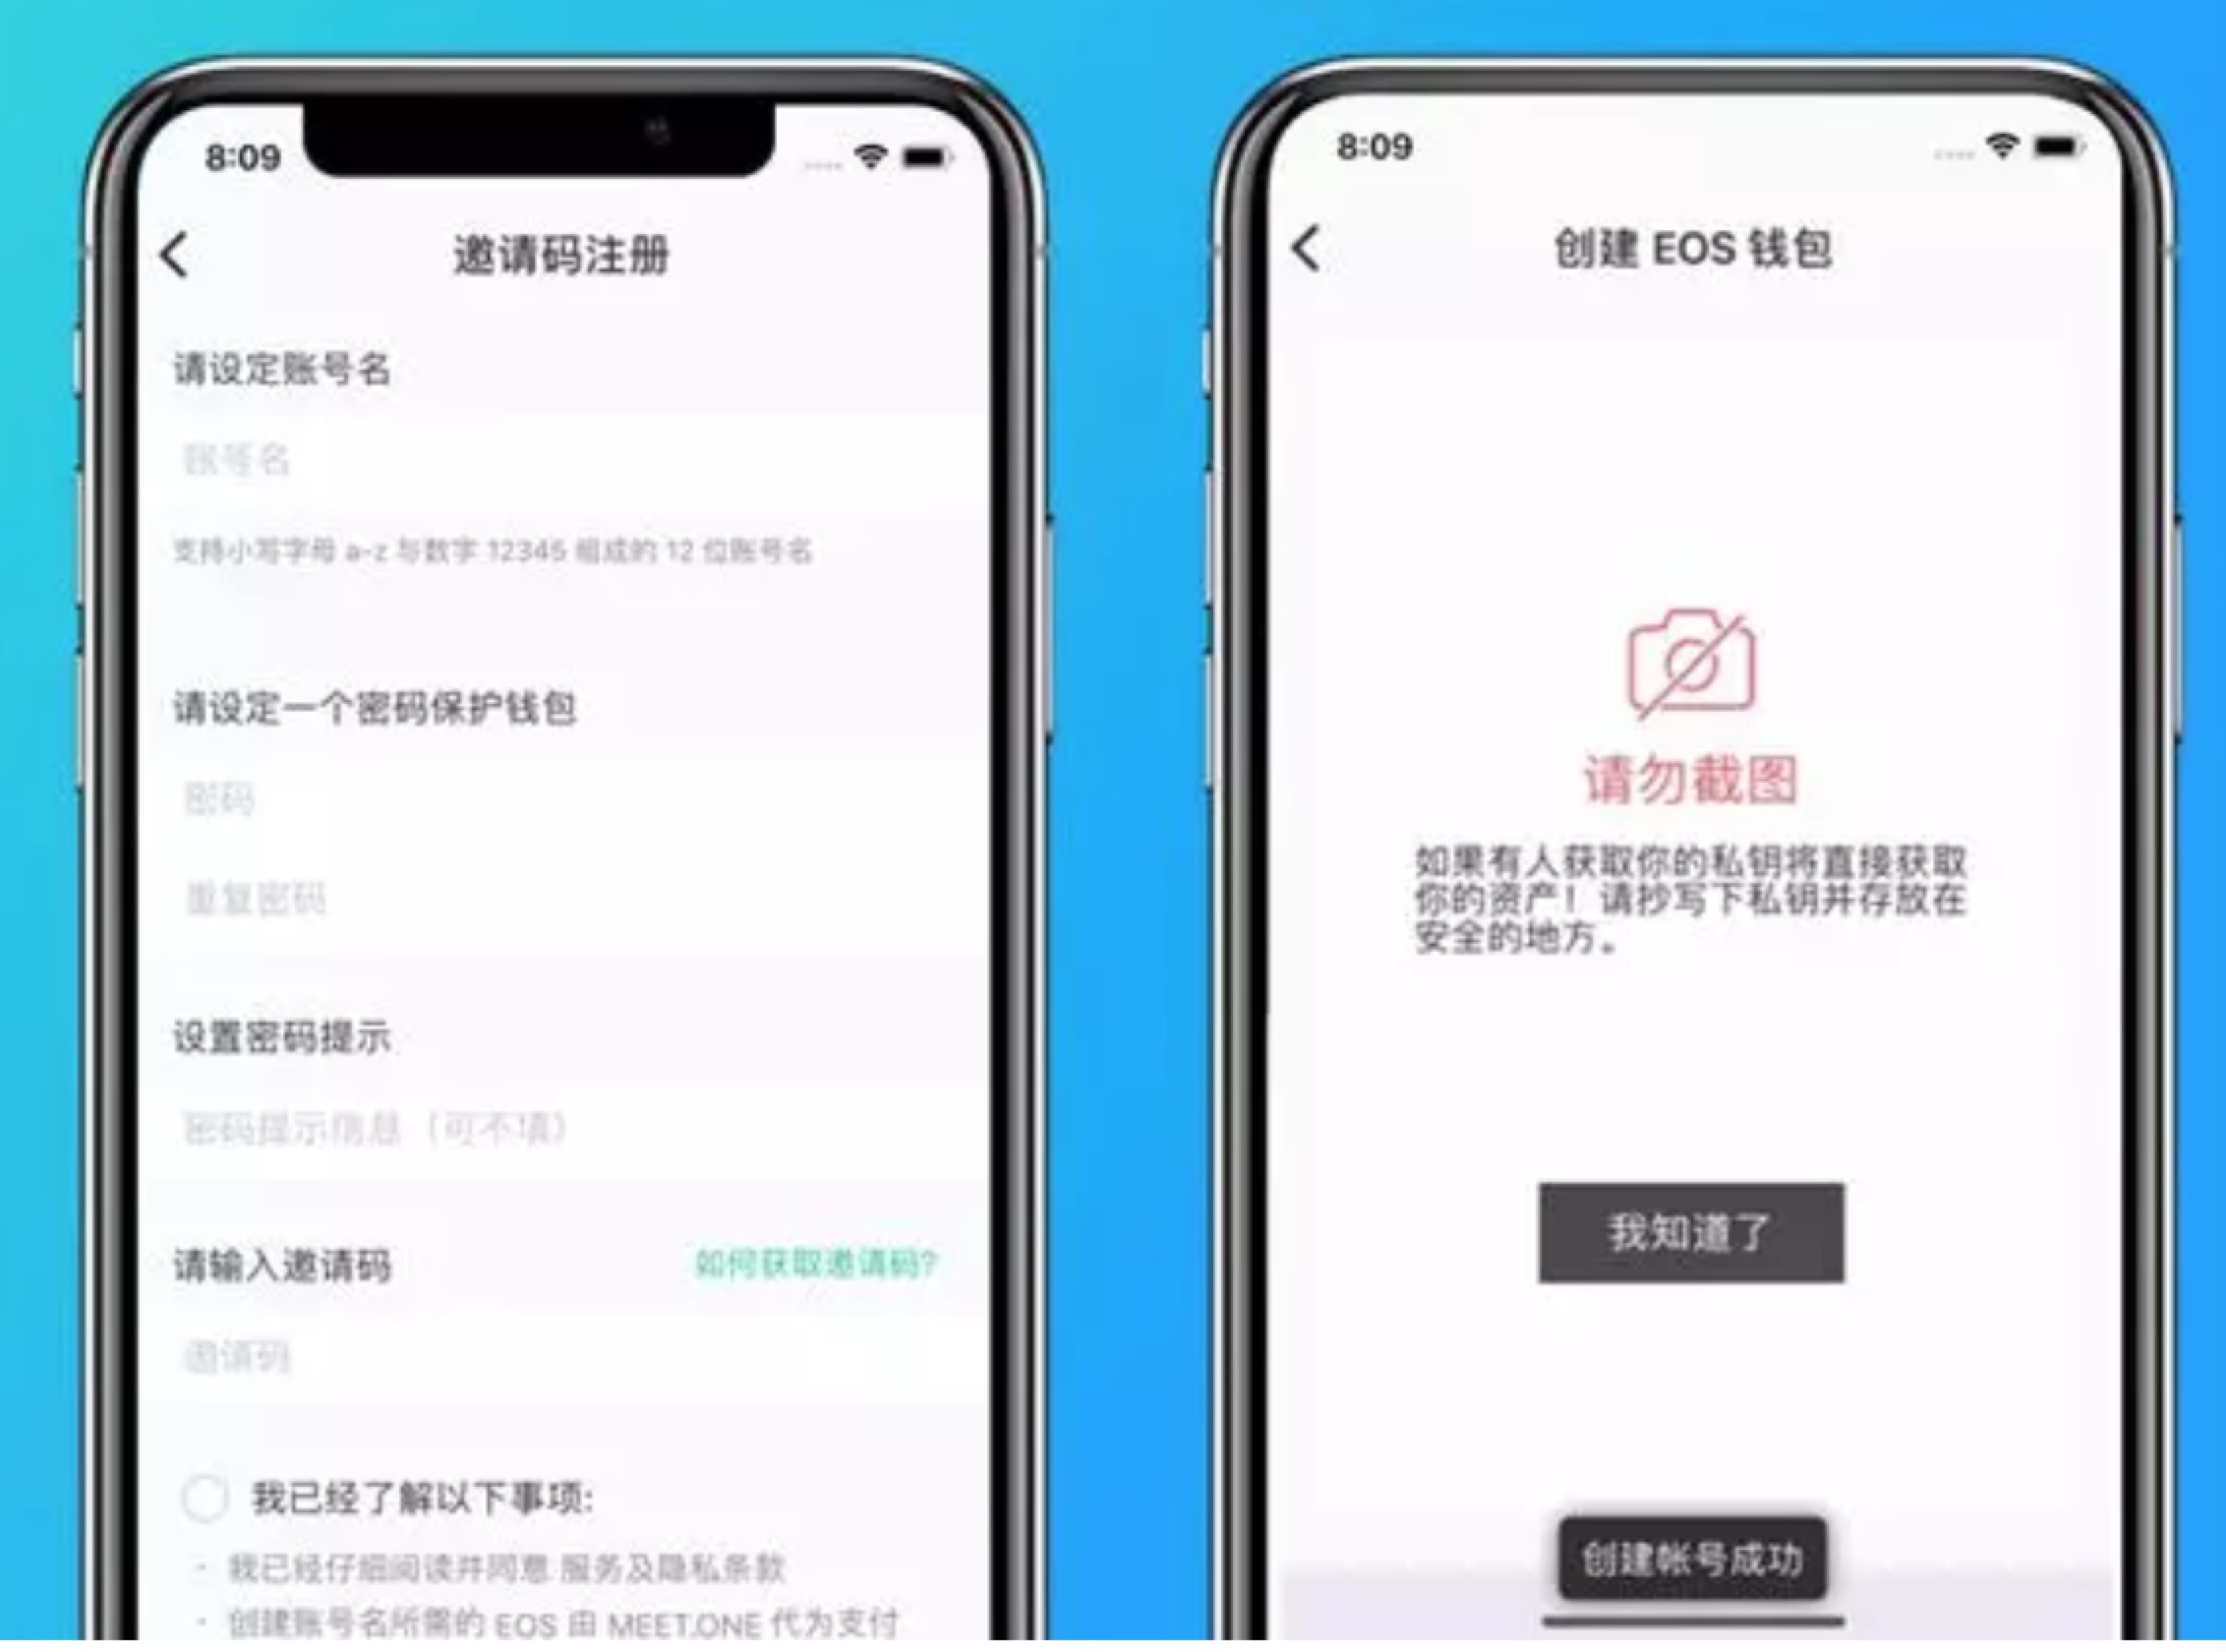 8:09
邀请码注册
请设定账号名
账号名
支持小写字母 a-z 与数字 12345 组成的 12 位账号名
请设定一个密码保护钱包
密码
重复密码
设置密码提示
密码提示信息（可不填）
请输入邀请码
如何获取邀请码?
邀请码
我已经了解以下事项:
· 我已经仔细阅读并同意 服务及隐私条款
· 创建账号名所需的 EOS 由 MEET.ONE 代为支付
8:09
创建 EOS 钱包
请勿截图
如果有人获取你的私钥将直接获取
你的资产！请抄写下私钥并存放在
安全的地方。
我知道了
创建帐号成功